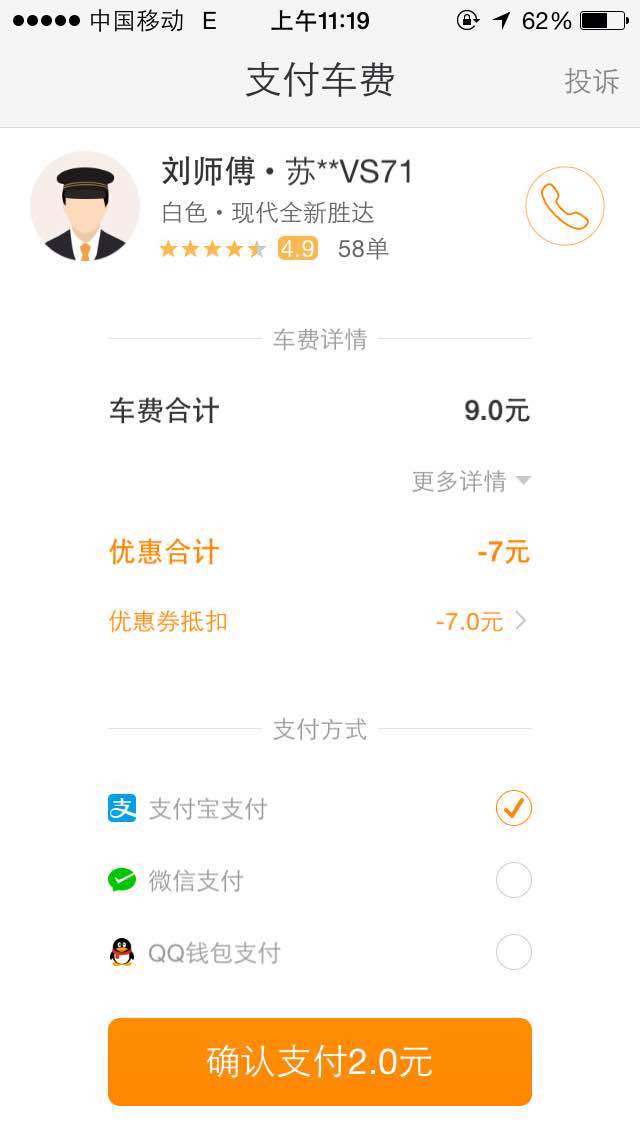 中国移动 E 上午11:19 62%
支付车费 投诉
刘师傅·苏**VS71
白色·现代全新胜达
4.9 58单
车费详情
车费合计 9.0元
更多详情
优惠合计 -7元
优惠券抵扣 -7.0元
支付方式
支 支付宝支付
微信支付
QQ钱包支付
确认支付2.0元